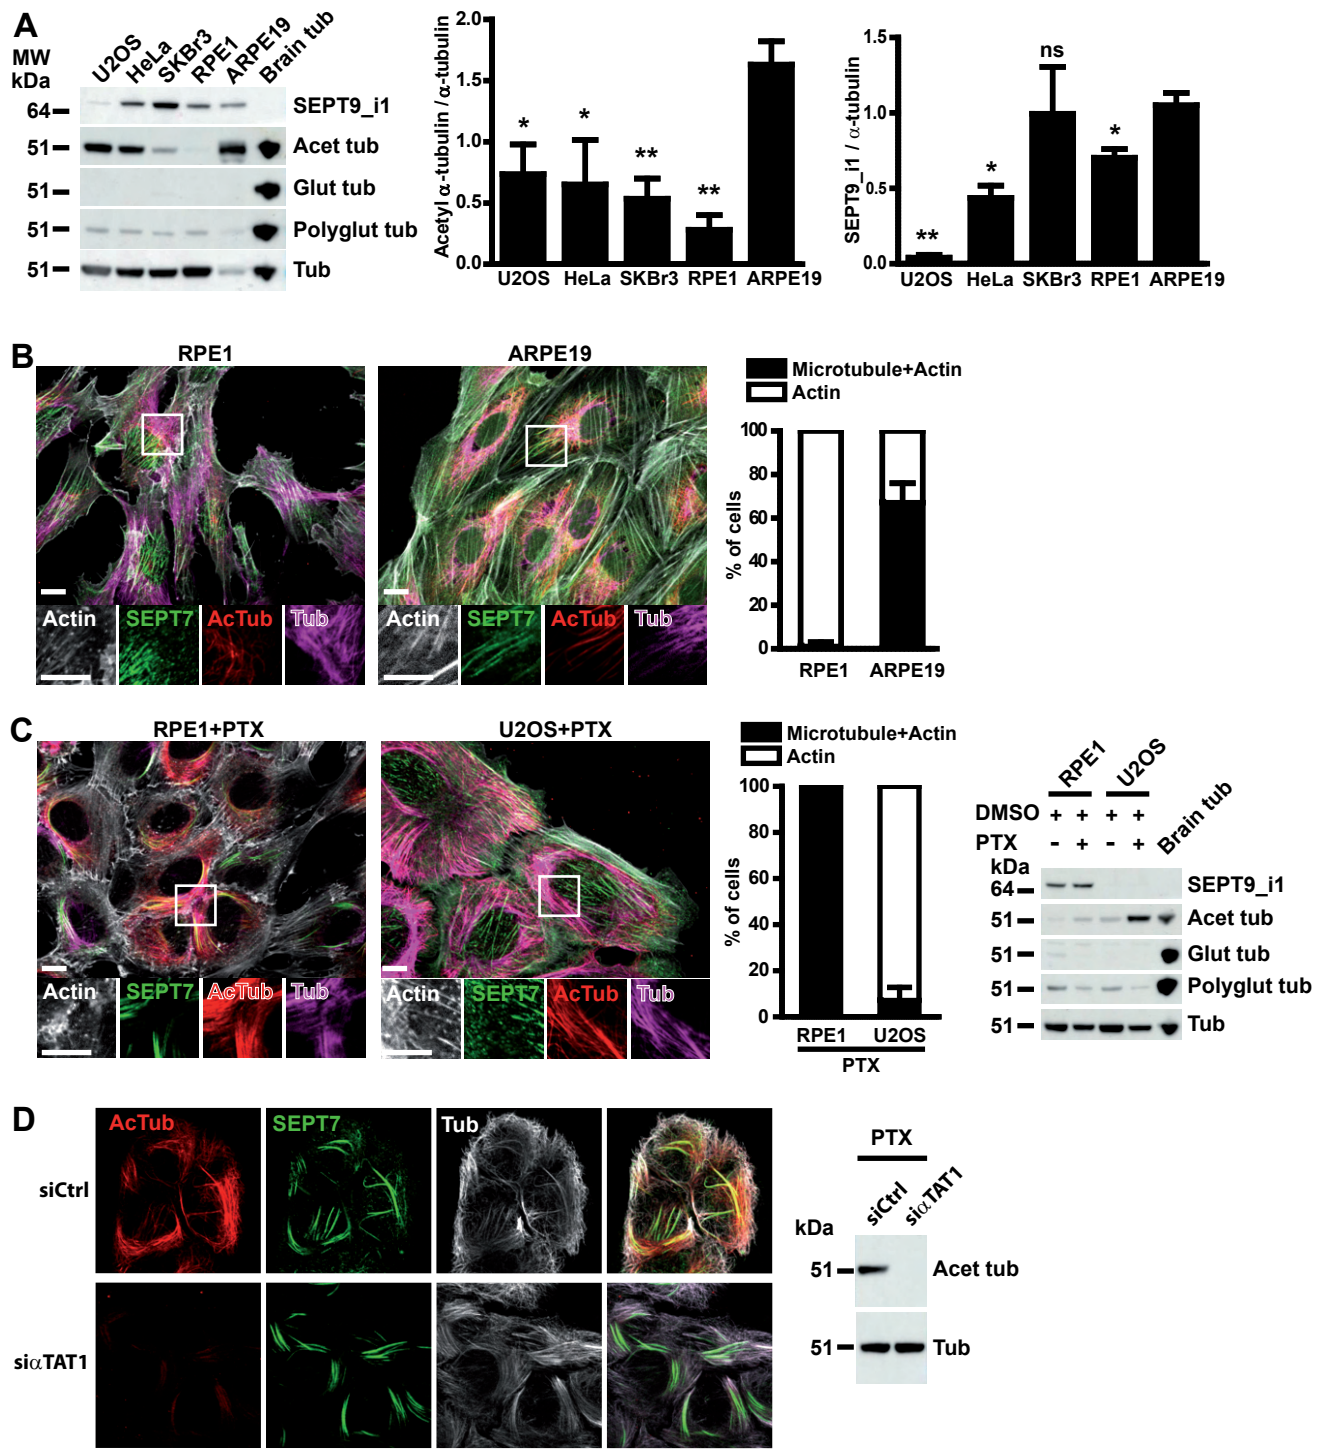 A
MW
kDa
U2OS
HeLa
SKBr3
RPE1
ARPE19
Brain tub
64
SEPT9_i1
51
Acet tub
51
Glut tub
51
Polyglut tub
51
Tub
Acetyl α-tubulin / α-tubulin
2.0
1.5
1.0
0.5
0.0
*
*
**
**
U2OS HeLa SKBr3 RPE1 ARPE19
SEPT9_i1 / α-tubulin
1.5
1.0
0.5
0.0
**
*
ns
*
U2OS HeLa SKBr3 RPE1 ARPE19
B
RPE1
ARPE19
Actin
SEPT7
AcTub
Tub
Actin
SEPT7
AcTub
Tub
Microtubule+Actin
Actin
% of cells
100
80
60
40
20
0
RPE1 ARPE19
C
RPE1+PTX
U2OS+PTX
Actin
SEPT7
AcTub
Tub
Actin
SEPT7
AcTub
Tub
Microtubule+Actin
Actin
% of cells
100
80
60
40
20
0
RPE1 U2OS
PTX
RPE1
U2OS
Brain tub
DMSO + + + +
PTX - + - +
kDa
64
SEPT9_i1
51
Acet tub
51
Glut tub
51
Polyglut tub
51
Tub
D
AcTub
SEPT7
Tub
siCtrl
siαTAT1
PTX
siCtrl
siαTAT1
kDa
51
Acet tub
51
Tub